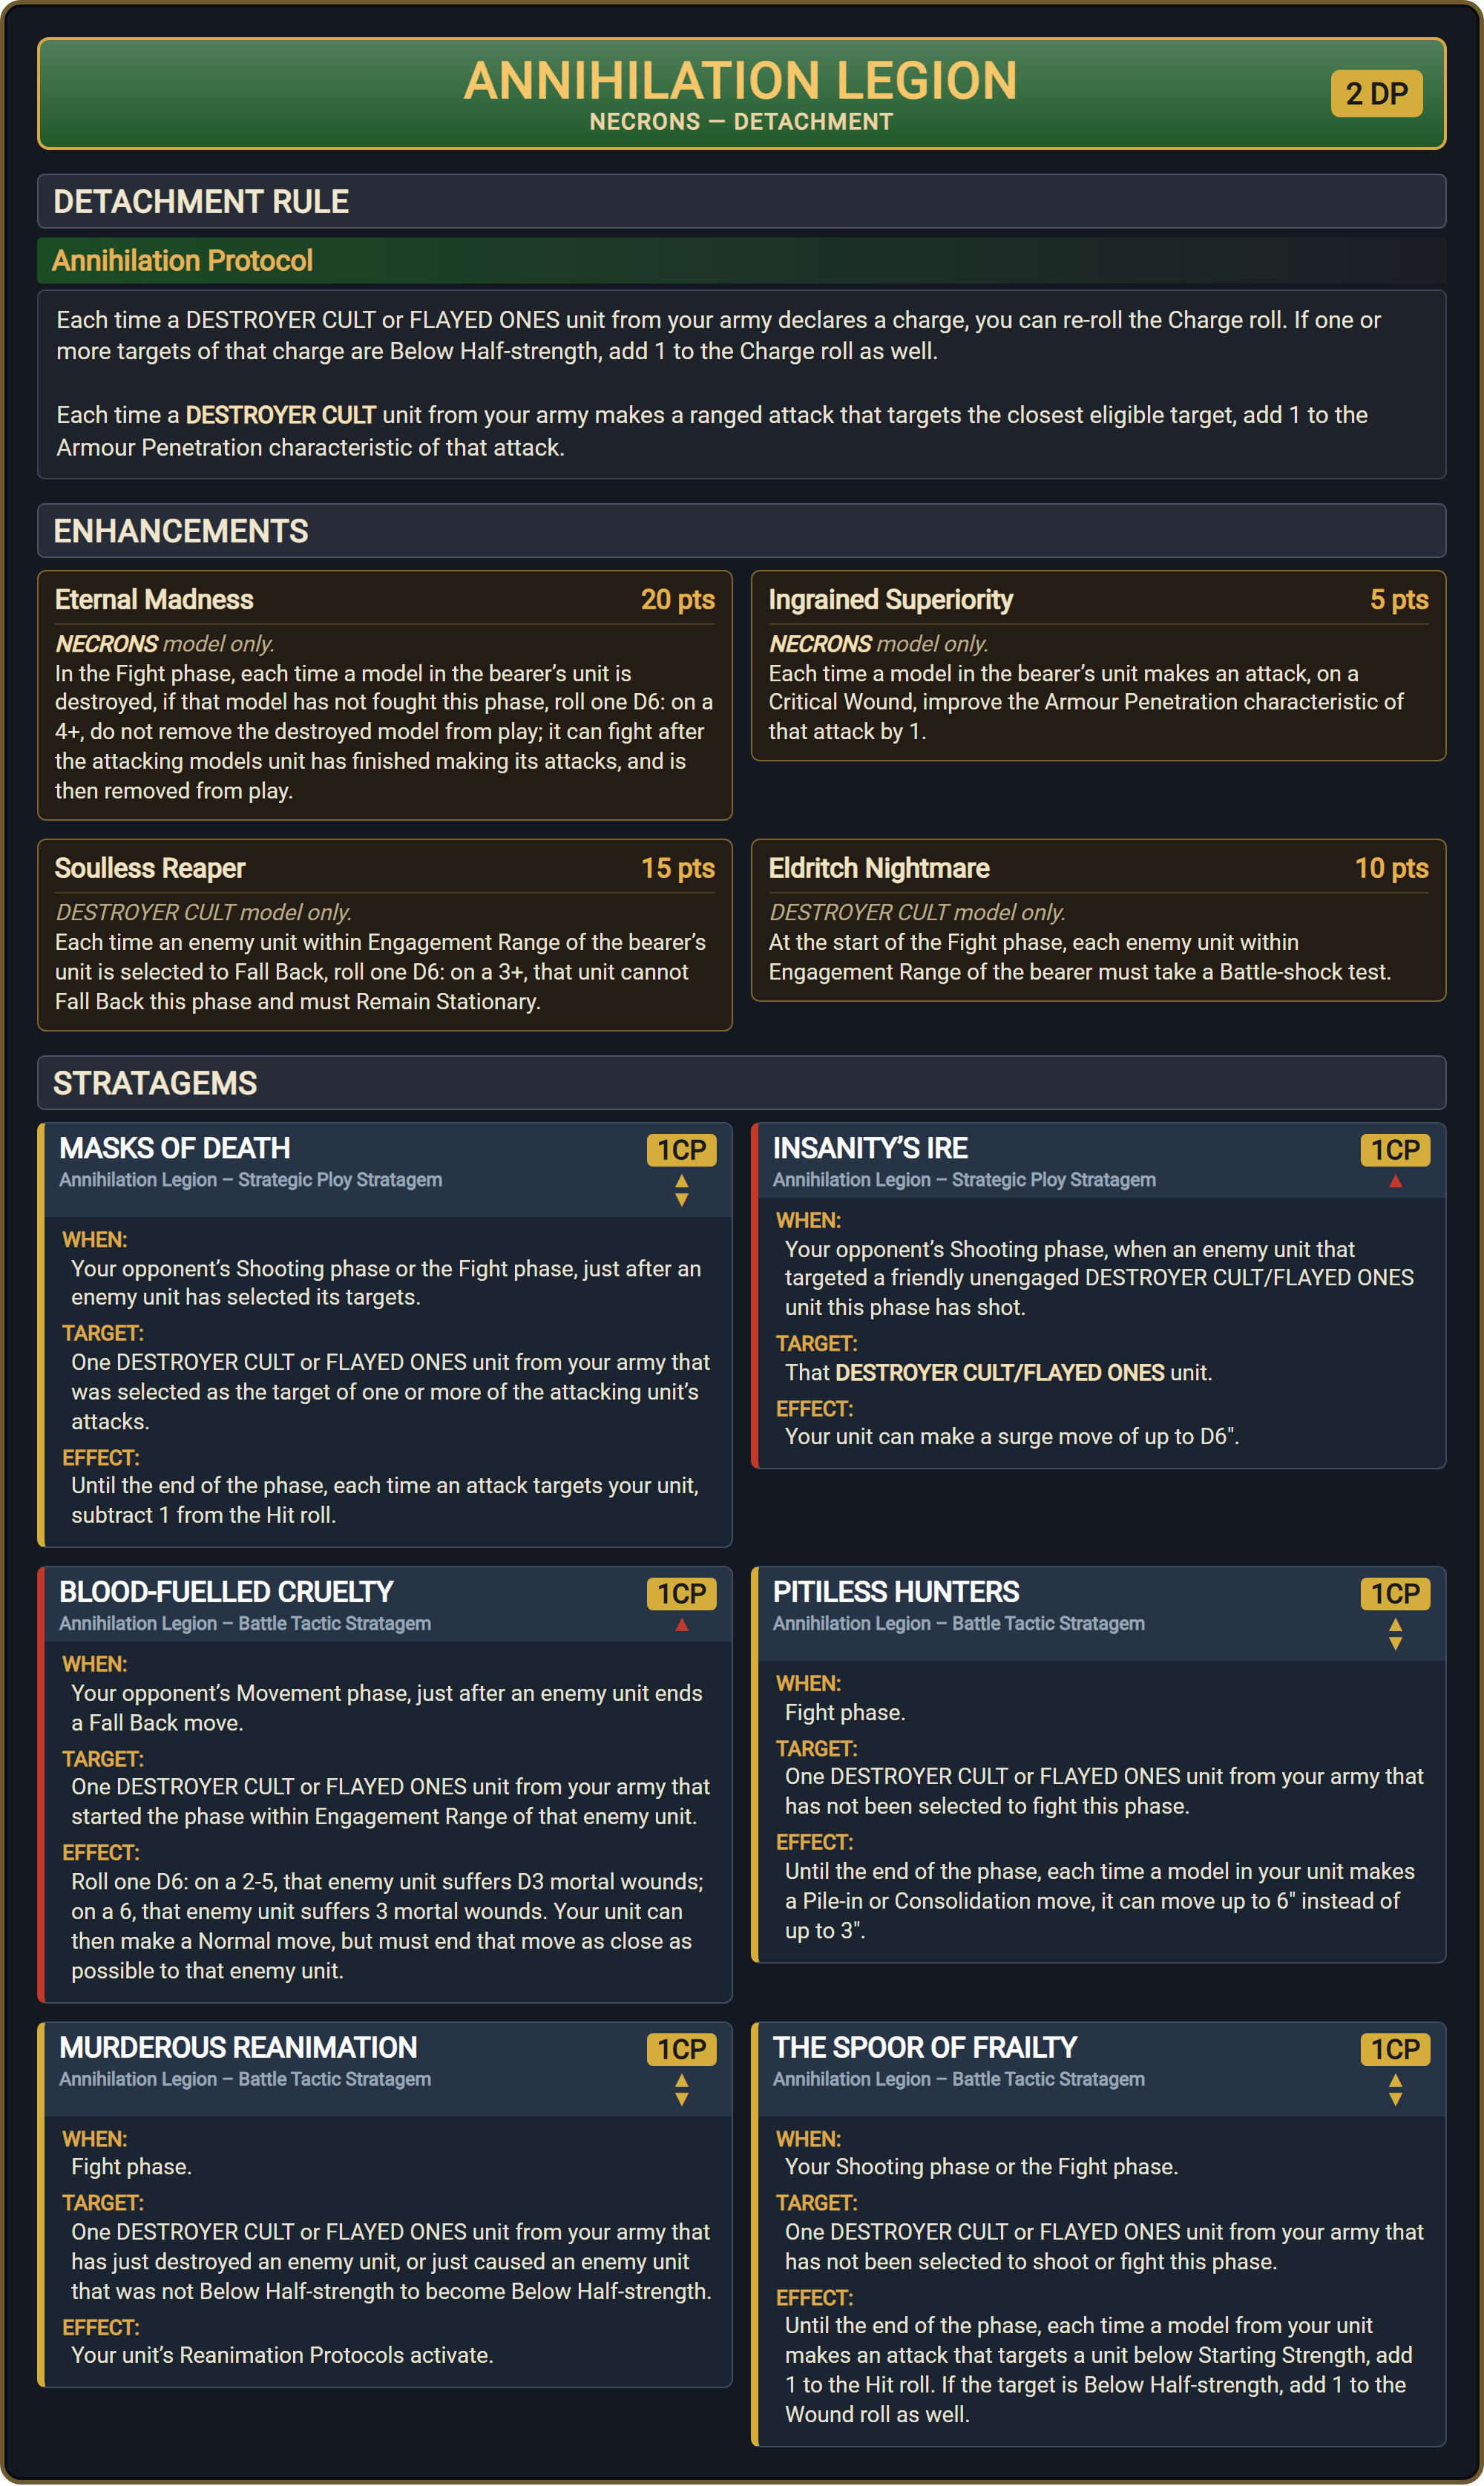 ANNIHILATION LEGION
NECRONS — DETACHMENT
2 DP
DETACHMENT RULE
Annihilation Protocol
Each time a DESTROYER CULT or FLAYED ONES unit from your army declares a charge, you can re-roll the Charge roll. If one or
more targets of that charge are Below Half-strength, add 1 to the Charge roll as well.
Each time a DESTROYER CULT unit from your army makes a ranged attack that targets the closest eligible target, add 1 to the
Armour Penetration characteristic of that attack.
ENHANCEMENTS
Eternal Madness 20 pts
NECRONS model only.
In the Fight phase, each time a model in the bearer’s unit is
destroyed, if that model has not fought this phase, roll one D6: on a
4+, do not remove the destroyed model from play; it can fight after
the attacking models unit has finished making its attacks, and is
then removed from play.
Ingrained Superiority 5 pts
NECRONS model only.
Each time a model in the bearer’s unit makes an attack, on a
Critical Wound, improve the Armour Penetration characteristic of
that attack by 1.
Soulless Reaper 15 pts
DESTROYER CULT model only.
Each time an enemy unit within Engagement Range of the bearer’s
unit is selected to Fall Back, roll one D6: on a 3+, that unit cannot
Fall Back this phase and must Remain Stationary.
Eldritch Nightmare 10 pts
DESTROYER CULT model only.
At the start of the Fight phase, each enemy unit within
Engagement Range of the bearer must take a Battle-shock test.
STRATAGEMS
MASKS OF DEATH 1CP
Annihilation Legion – Strategic Ploy Stratagem
▲
▼
WHEN:
Your opponent’s Shooting phase or the Fight phase, just after an
enemy unit has selected its targets.
TARGET:
One DESTROYER CULT or FLAYED ONES unit from your army that
was selected as the target of one or more of the attacking unit’s
attacks.
EFFECT:
Until the end of the phase, each time an attack targets your unit,
subtract 1 from the Hit roll.
INSANITY’S IRE 1CP
Annihilation Legion – Strategic Ploy Stratagem
▲
WHEN:
Your opponent’s Shooting phase, when an enemy unit that
targeted a friendly unengaged DESTROYER CULT/FLAYED ONES
unit this phase has shot.
TARGET:
That DESTROYER CULT/FLAYED ONES unit.
EFFECT:
Your unit can make a surge move of up to D6".
BLOOD-FUELLED CRUELTY 1CP
Annihilation Legion – Battle Tactic Stratagem
▲
WHEN:
Your opponent’s Movement phase, just after an enemy unit ends
a Fall Back move.
TARGET:
One DESTROYER CULT or FLAYED ONES unit from your army that
started the phase within Engagement Range of that enemy unit.
EFFECT:
Roll one D6: on a 2-5, that enemy unit suffers D3 mortal wounds;
on a 6, that enemy unit suffers 3 mortal wounds. Your unit can
then make a Normal move, but must end that move as close as
possible to that enemy unit.
PITILESS HUNTERS 1CP
Annihilation Legion – Battle Tactic Stratagem
▲
▼
WHEN:
Fight phase.
TARGET:
One DESTROYER CULT or FLAYED ONES unit from your army that
has not been selected to fight this phase.
EFFECT:
Until the end of the phase, each time a model in your unit makes
a Pile-in or Consolidation move, it can move up to 6" instead of
up to 3".
MURDEROUS REANIMATION 1CP
Annihilation Legion – Battle Tactic Stratagem
▲
▼
WHEN:
Fight phase.
TARGET:
One DESTROYER CULT or FLAYED ONES unit from your army that
has just destroyed an enemy unit, or just caused an enemy unit
that was not Below Half-strength to become Below Half-strength.
EFFECT:
Your unit’s Reanimation Protocols activate.
THE SPOOR OF FRAILTY 1CP
Annihilation Legion – Battle Tactic Stratagem
▲
▼
WHEN:
Your Shooting phase or the Fight phase.
TARGET:
One DESTROYER CULT or FLAYED ONES unit from your army that
has not been selected to shoot or fight this phase.
EFFECT:
Until the end of the phase, each time a model from your unit
makes an attack that targets a unit below Starting Strength, add
1 to the Hit roll. If the target is Below Half-strength, add 1 to the
Wound roll as well.